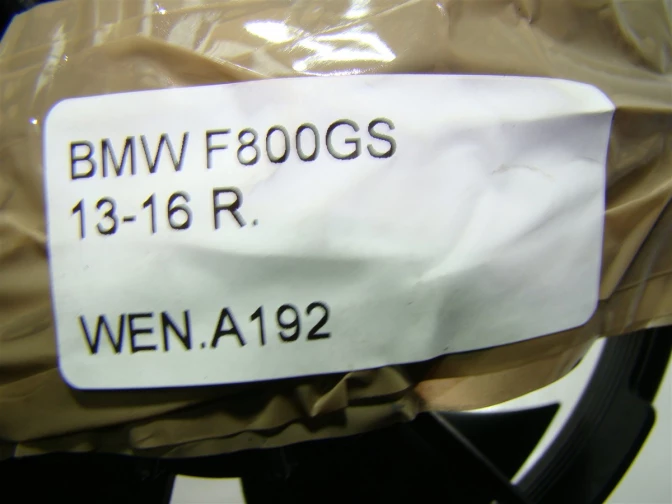 BMW F800GS
13-16 R.
WEN.A192